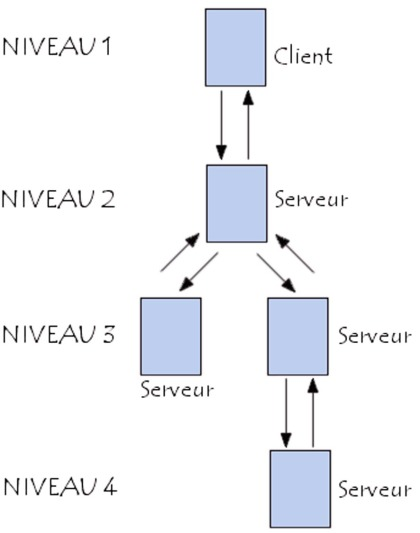 NIVEAU 1
Client
NIVEAU 2
Serveur
NIVEAU 3
Serveur
Serveur
NIVEAU 4
Serveur